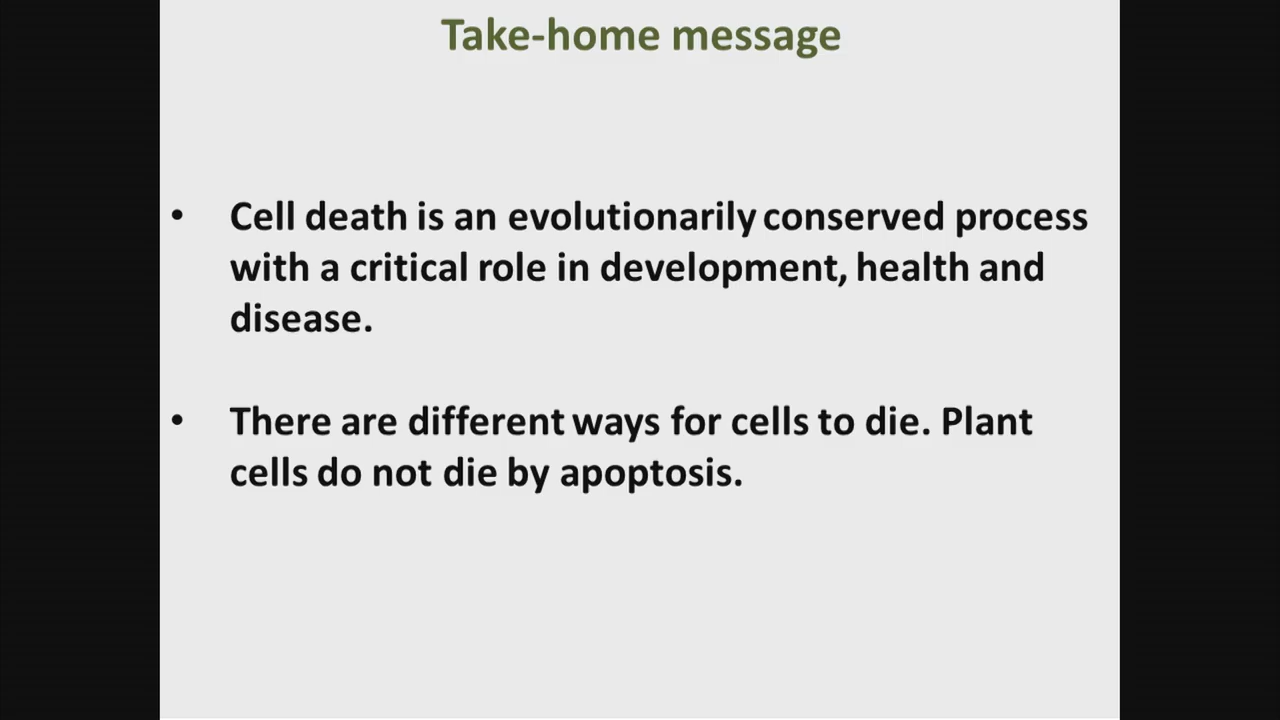 Take-home message
• Cell death is an evolutionarily conserved process
with a critical role in development, health and
disease.
• There are different ways for cells to die. Plant
cells do not die by apoptosis.